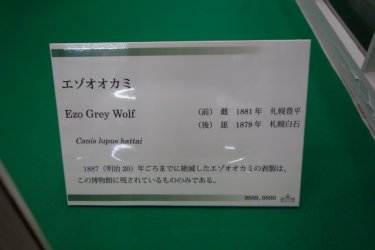 エゾオオカミ
Ezo Grey Wolf
(前) 雌 1881年 札幌豊平
(後) 雄 1879年 札幌白石
Canis lupus hattai
1887(明治20)年ごろまでに絶滅したエゾオオカミの剥製は、
この博物館に残されているもののみである。
9889, 9890